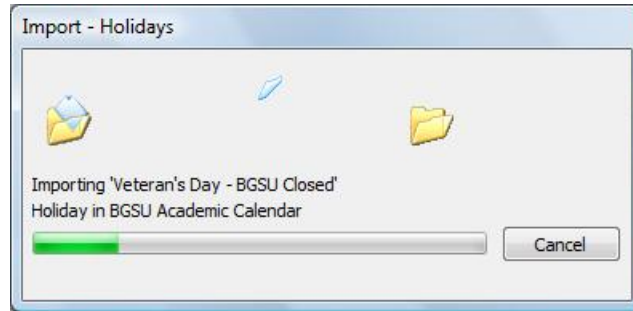 Import - Holidays
Importing 'Veteran's Day - BGSU Closed'
Holiday in BGSU Academic Calendar
Cancel